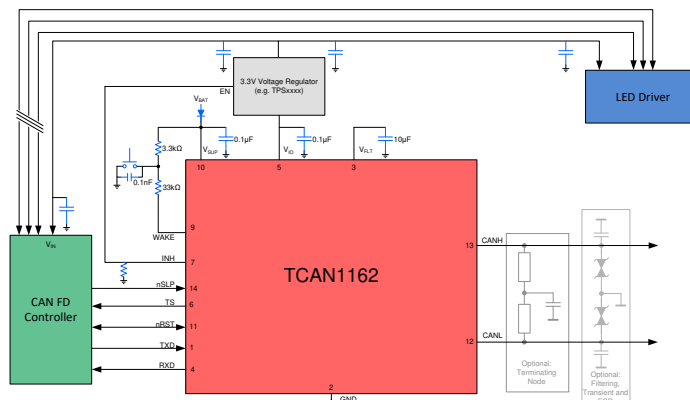 3.3V Voltage Regulator
(e.g. TPSxxxx)
EN
LED Driver
VBAT
3.3kΩ
0.1µF
VSUP
0.1µF
VIO
10µF
VFLT
0.1nF
33kΩ
10
5
3
9
WAKE
INH
7
VIN
CAN FD
Controller
nSLP
14
TS
6
nRST
11
TXD
1
RXD
4
TCAN1162
13
CANH
12
CANL
2
GND
Optional:
Terminating
Node
Optional:
Filtering,
Transient and